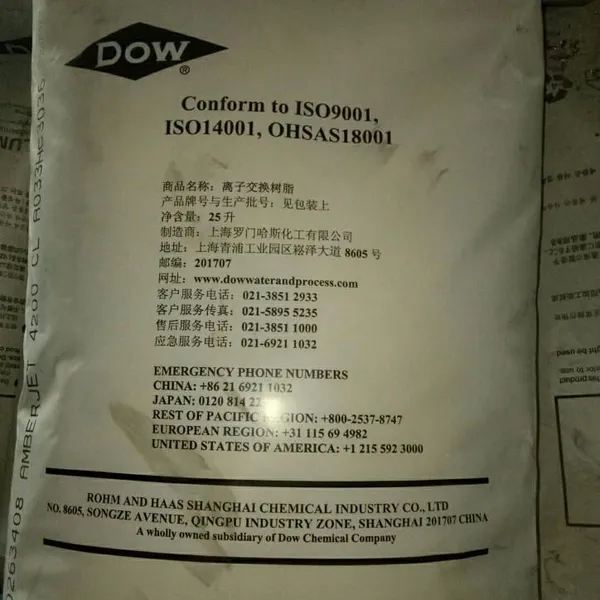 DOW
®
Conform to ISO9001,
ISO14001, OHSAS18001
商品名称：离子交换树脂
产品牌号与生产批号：见包装上
净含量：25 升
制造商：上海罗门哈斯化工有限公司
地址：上海青浦工业园区崧泽大道 8605 号
邮编：201707
网址：www.dowwaterandprocess.com
客户服务电话：021-3851 2933
客户服务传真：021-5895 5235
售后服务电话：021-3851 1000
应急服务电话：021-6921 1032
EMERGENCY PHONE NUMBERS
CHINA: +86 21 6921 1032
JAPAN: 0120 814
REST OF PACIFIC REGION: +800-2537-8747
EUROPEAN REGION: +31 115 69 4982
UNITED STATES OF AMERICA: +1 215 592 3000
ROHM AND HAAS SHANGHAI CHEMICAL INDUSTRY CO., LTD
NO. 8605, SONGZE AVENUE, QINGPU INDUSTRY ZONE, SHANGHAI 201707 CHINA
A wholly owned subsidiary of Dow Chemical Company
AMBERJET 4200 CL